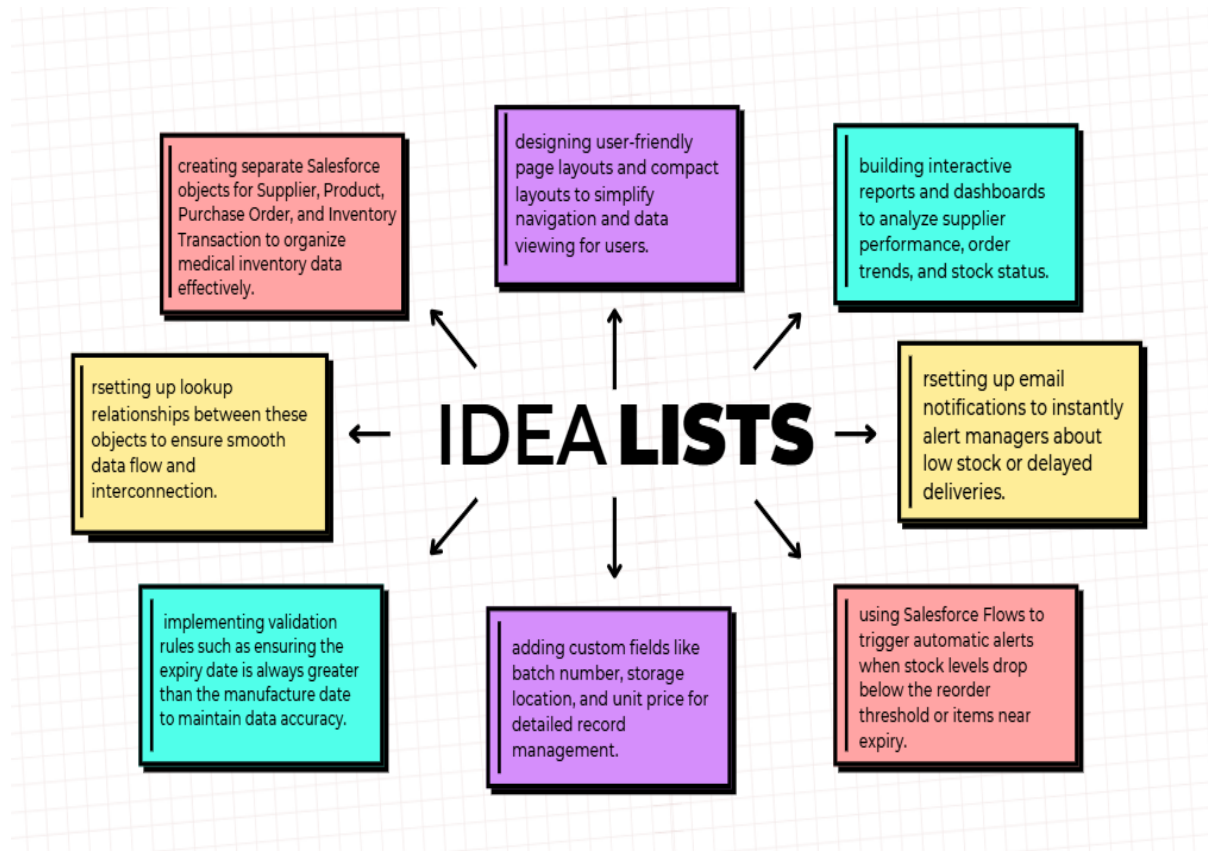 creating separate Salesforce
objects for Supplier, Product,
Purchase Order, and Inventory
Transaction to organize
medical inventory data
effectively.
designing user-friendly
page layouts and compact
layouts to simplify
navigation and data
viewing for users.
building interactive
reports and dashboards
to analyze supplier
performance, order
trends, and stock status.
rsetting up lookup
relationships between these
objects to ensure smooth
data flow and
interconnection.
IDEA LISTS
rsetting up email
notifications to instantly
alert managers about
low stock or delayed
deliveries.
implementing validation
rules such as ensuring the
expiry date is always greater
than the manufacture date
to maintain data accuracy.
adding custom fields like
batch number, storage
location, and unit price for
detailed record
management.
using Salesforce Flows to
trigger automatic alerts
when stock levels drop
below the reorder
threshold or items near
expiry.